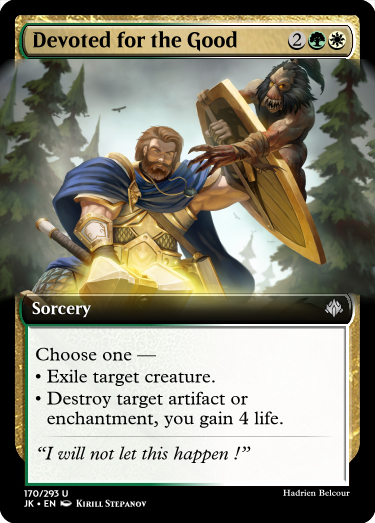 Devoted for the Good 2
Sorcery
Choose one —
• Exile target creature.
• Destroy target artifact or
enchantment, you gain 4 life.
“I will not let this happen !”
170/293 U
JK • EN Kirill Stepanov Hadrien Belcour